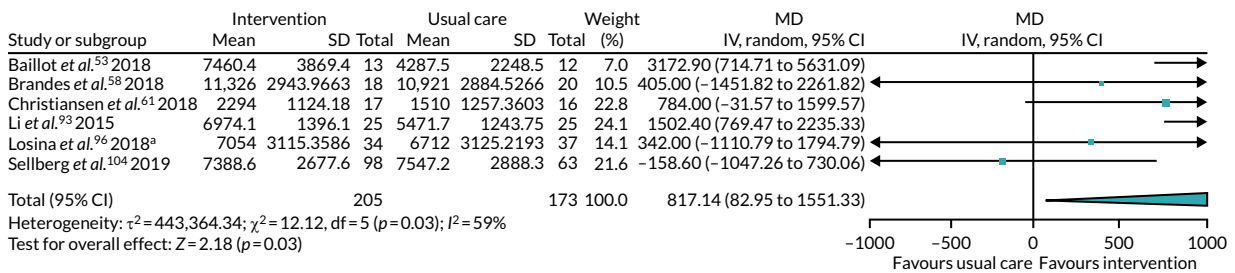 Intervention Usual care Weight MD MD
Study or subgroup Mean SD Total Mean SD Total (%) IV, random, 95% CI IV, random, 95% CI
Baillot et al.53 2018 7460.4 3869.4 13 4287.5 2248.5 12 7.0 3172.90 (714.71 to 5631.09)
Brandes et al.58 2018 11,326 2943.9663 18 10,921 2884.5266 20 10.5 405.00 (−1451.82 to 2261.82)
Christiansen et al.61 2018 2294 1124.18 17 1510 1257.3603 16 22.8 784.00 (−31.57 to 1599.57)
Li et al.93 2015 6974.1 1396.1 25 5471.7 1243.75 25 24.1 1502.40 (769.47 to 2235.33)
Losina et al.96 2018a 7054 3115.3586 34 6712 3125.2193 37 14.1 342.00 (−1110.79 to 1794.79)
Sellberg et al.104 2019 7388.6 2677.6 98 7547.2 2888.3 63 21.6 −158.60 (−1047.26 to 730.06)
Total (95% CI) 205 173 100.0 817.14 (82.95 to 1551.33)
Heterogeneity: τ2 = 443,364.34; χ2 = 12.12, df = 5 (p = 0.03); I2 = 59%
Test for overall effect: Z = 2.18 (p = 0.03)
−1000 −500 0 500 1000
Favours usual care Favours intervention